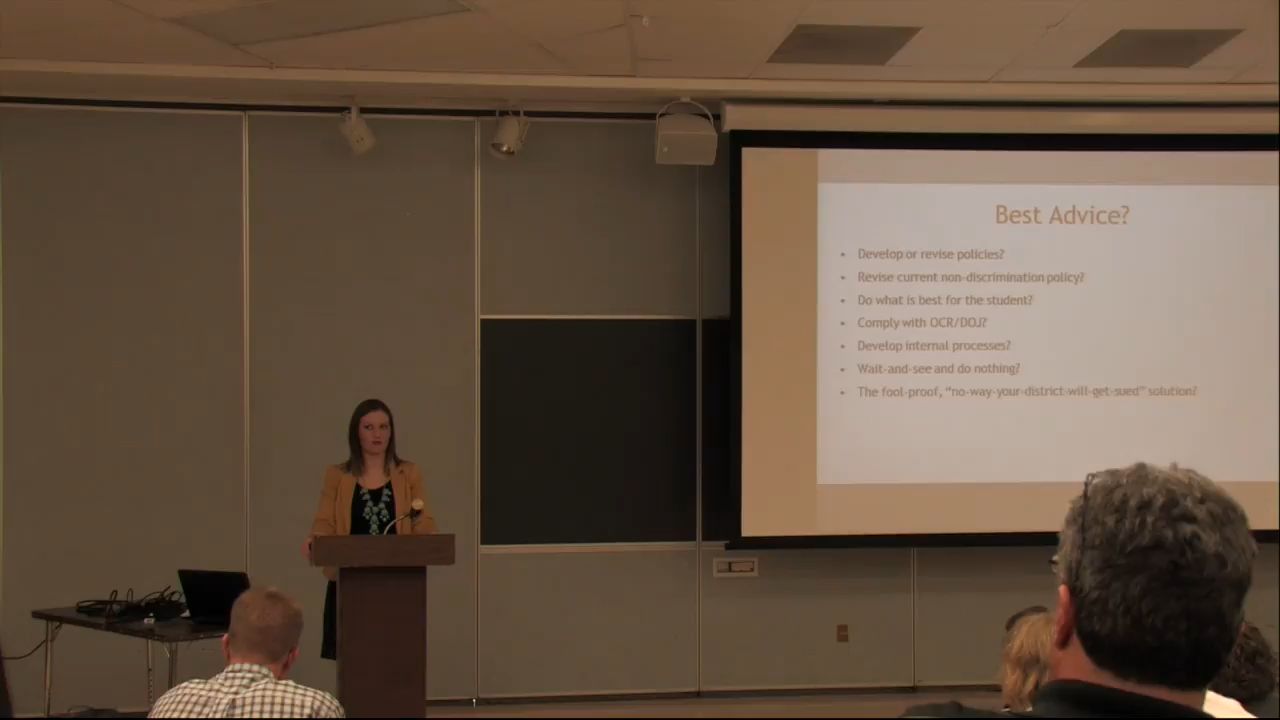 Best Advice?
• Develop or revise policies?
• Revise current non-discrimination policy?
• Do what is best for the student?
• Comply with OCR/DOJ?
• Develop internal processes?
• Wait-and-see and do nothing?
• The fool-proof, “no-way-your-district-will-get-sued” solution?